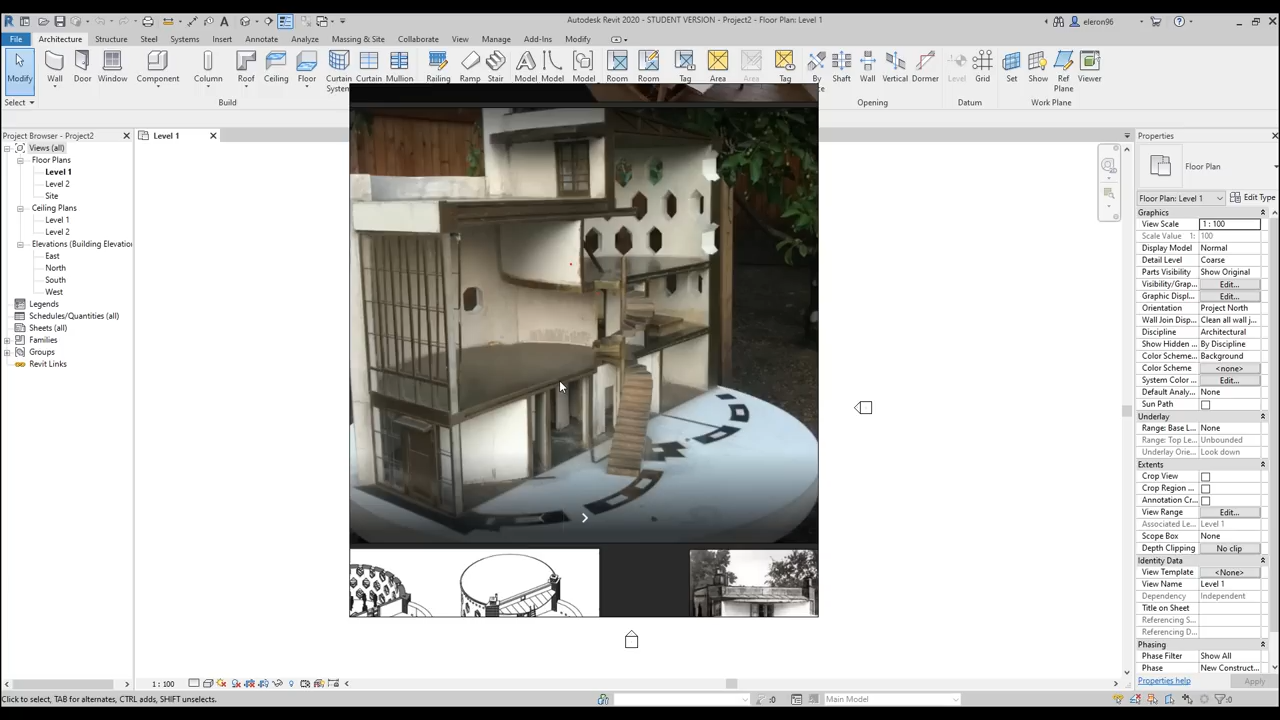 Autodesk Revit 2020 - STUDENT VERSION - Project2 - Floor Plan: Level 1
eleron96
File Architecture Structure Steel Systems Insert Annotate Analyze Massing & Site Collaborate View Manage Add-Ins Modify
Modify Wall Door Window Component Column Roof Ceiling Floor Curtain System Curtain Mullion Railing Ramp Stair Model Model Model Room Room Tag Area Area Tag By Face Shaft Wall Vertical Dormer Level Grid Set Show Ref Plane Viewer
Select Build Opening Datum Work Plane
Project Browser - Project2
Level 1
Properties
Views (all)
Floor Plans
Level 1
Level 2
Site
Ceiling Plans
Level 1
Level 2
Elevations (Building Elevatio
East
North
South
West
Legends
Schedules/Quantities (all)
Sheets (all)
Families
Groups
Revit Links
Floor Plan
Floor Plan: Level 1 Edit Type
Graphics
View Scale 1 : 100
Scale Value 1: 100
Display Model Normal
Detail Level Coarse
Parts Visibility Show Original
Visibility/Grap... Edit...
Graphic Displ... Edit...
Orientation Project North
Wall Join Disp... Clean all wall j...
Discipline Architectural
Show Hidden ... By Discipline
Color Scheme... Background
Color Scheme <none>
System Color ... Edit...
Default Analy... None
Sun Path
Underlay
Range: Base L... None
Range: Top Le... Unbounded
Underlay Orie... Look down
Extents
Crop View
Crop Region ...
Annotation Cr...
View Range Edit...
Associated Le... Level 1
Scope Box None
Depth Clipping No clip
Identity Data
View Template <None>
View Name Level 1
Dependency Independent
Title on Sheet
Referencing S...
Referencing D...
Phasing
Phase Filter Show All
Phase New Construct...
Properties help Apply
1 : 100
Click to select, TAB for alternates, CTRL adds, SHIFT unselects.
:0 Main Model :0